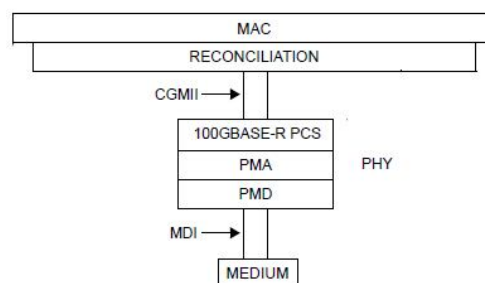 MAC
RECONCILIATION
CGMII
100GBASE-R PCS
PMA
PHY
PMD
MDI
MEDIUM